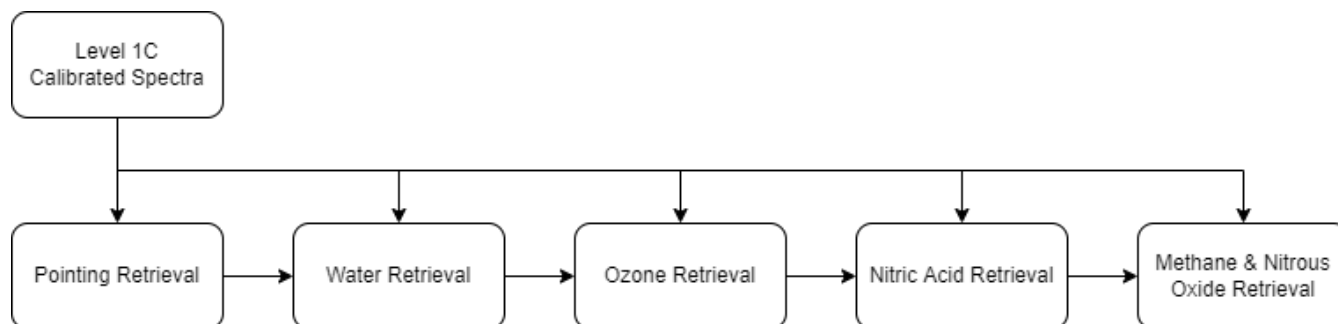 Level 1C
Calibrated Spectra
Pointing Retrieval
Water Retrieval
Ozone Retrieval
Nitric Acid Retrieval
Methane & Nitrous
Oxide Retrieval